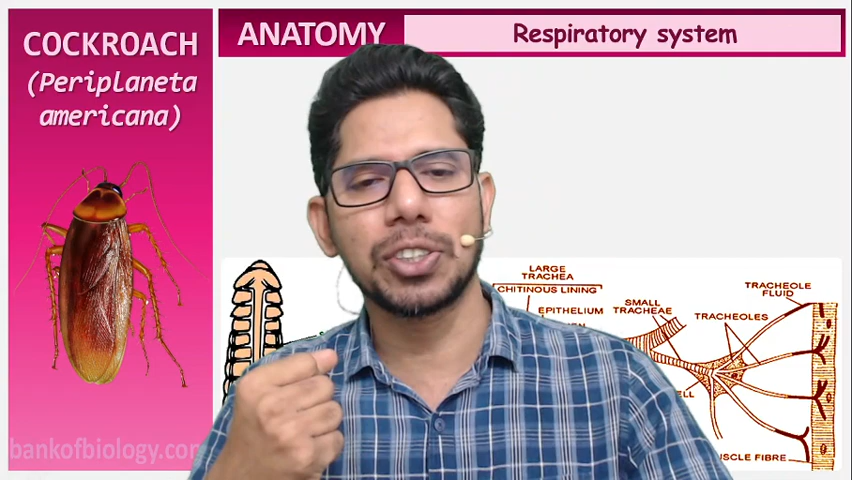 COCKROACH
(Periplaneta
americana)
ANATOMY
Respiratory system
LARGE
TRACHEA
CHITINOUS LINING
EPITHELIUM
SMALL
TRACHEAE
TRACHEOLES
TRACHEOLE
FLUID
bankofbiology.com